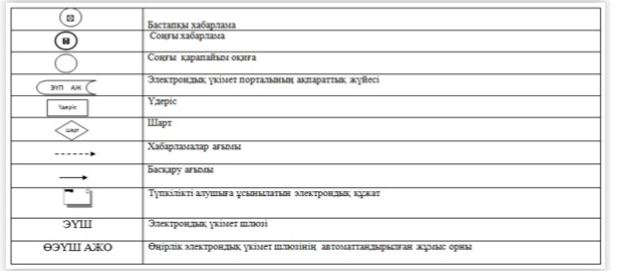 Бастапқы хабарлама
Соңғы хабарлама
Соңғы қарапайым оқиға
ЭҮП АЖ Электрондық үкімет порталының ақпараттық жүйесі
Үдеріс Үдеріс
Шарт Шарт
Хабарламалар ағымы
Басқару ағымы
Түпкілікті алушыға ұсынылатын электрондық құжат
ЭҮШ Электрондық үкімет шлюзі
ӨЭҮШ АЖО Өңірлік электрондық үкімет шлюзінің автоматтандырылған жұмыс орны